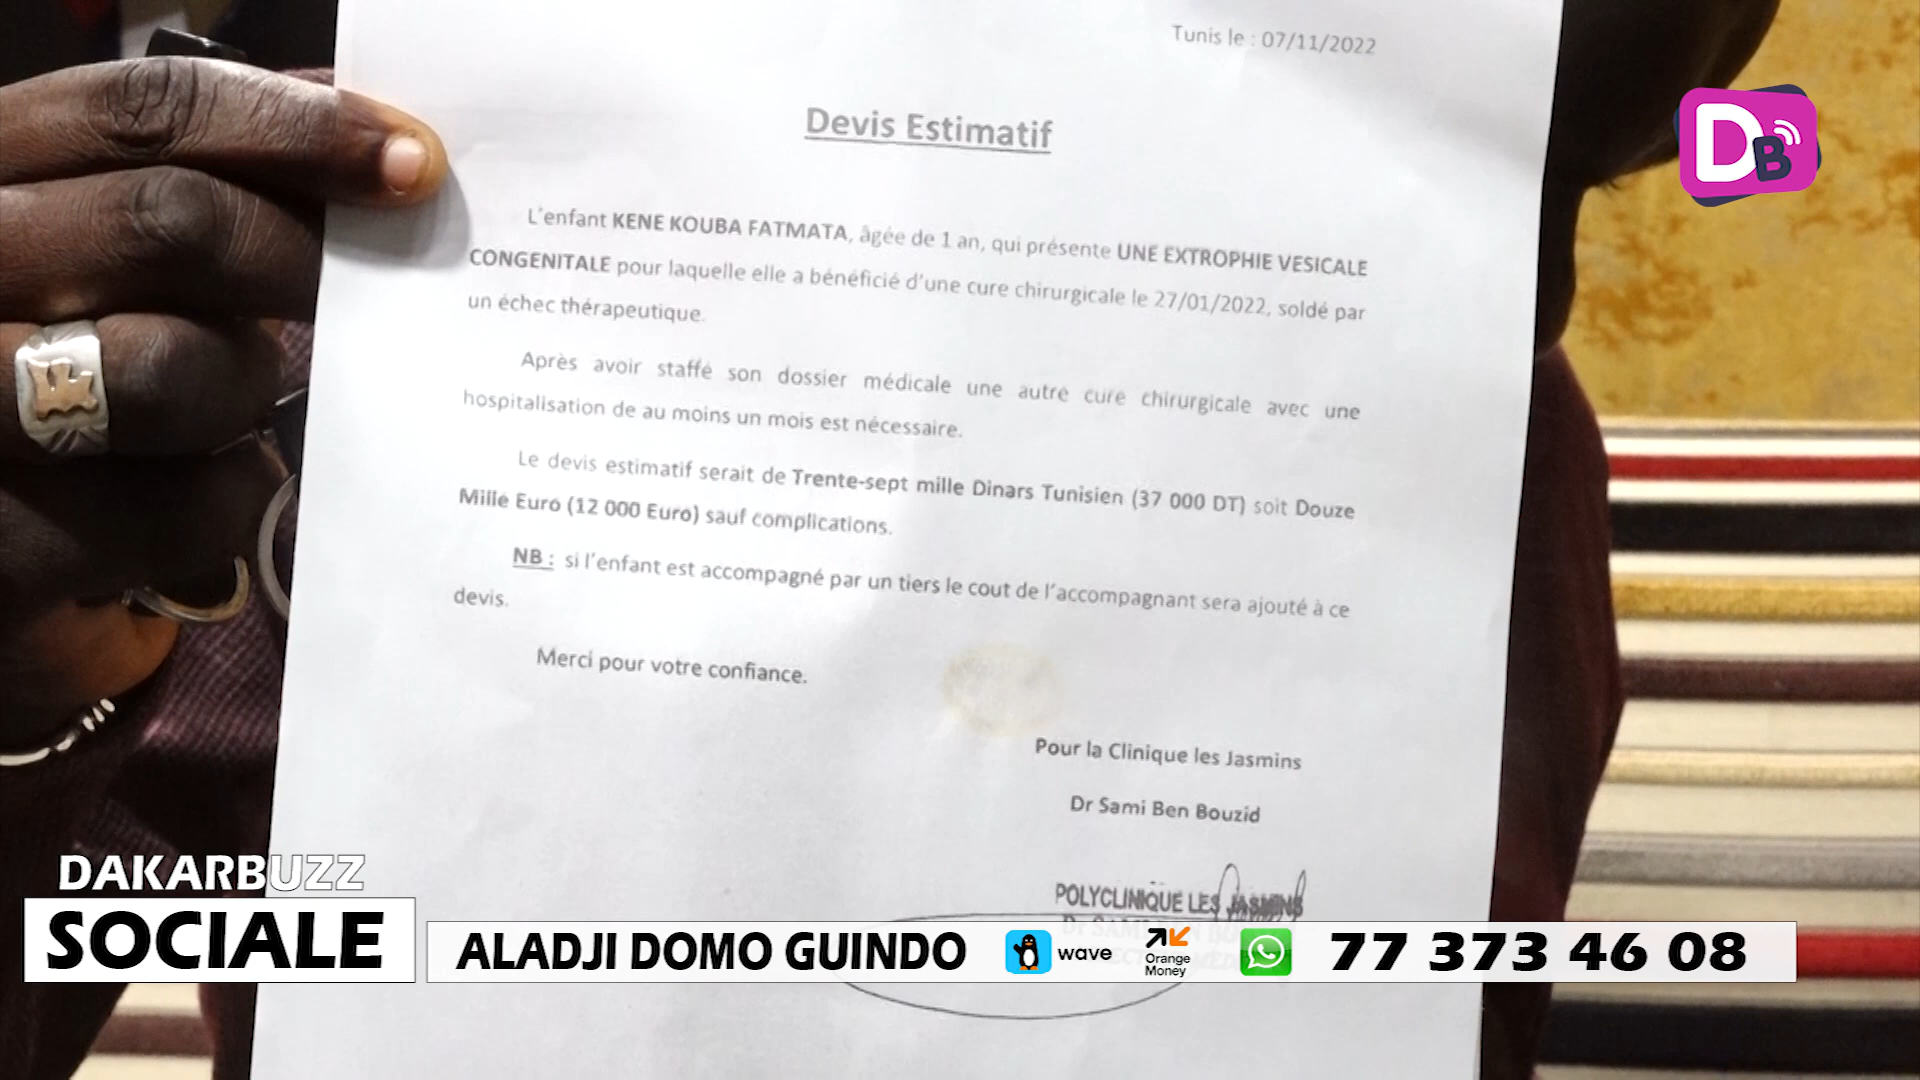 Tunis le : 07/11/2022
Devis Estimatif
L'enfant KENE KOUBA FATMATA, âgée de 1 an, qui présente UNE EXTROPHIE VESICALE
CONGENITALE pour laquelle elle a bénéficié d'une cure chirurgicale le 27/01/2022, soldé par
un échec thérapeutique.
Après avoir staffé son dossier médicale une autre cure chirurgicale avec une
hospitalisation de au moins un mois est nécessaire.
Le devis estimatif serait de Trente-sept mille Dinars Tunisien (37 000 DT) soit Douze
Mille Euro (12 000 Euro) sauf complications.
NB : si l'enfant est accompagné par un tiers le cout de l'accompagnant sera ajouté à ce
devis.
Merci pour votre confiance.
Pour la Clinique les Jasmins
Dr Sami Ben Bouzid
POLYCLINIQUE LES JASMINS
DB
DAKARBUZZ
SOCIALE
ALADJI DOMO GUINDO
wave
Orange
Money
77 373 46 08